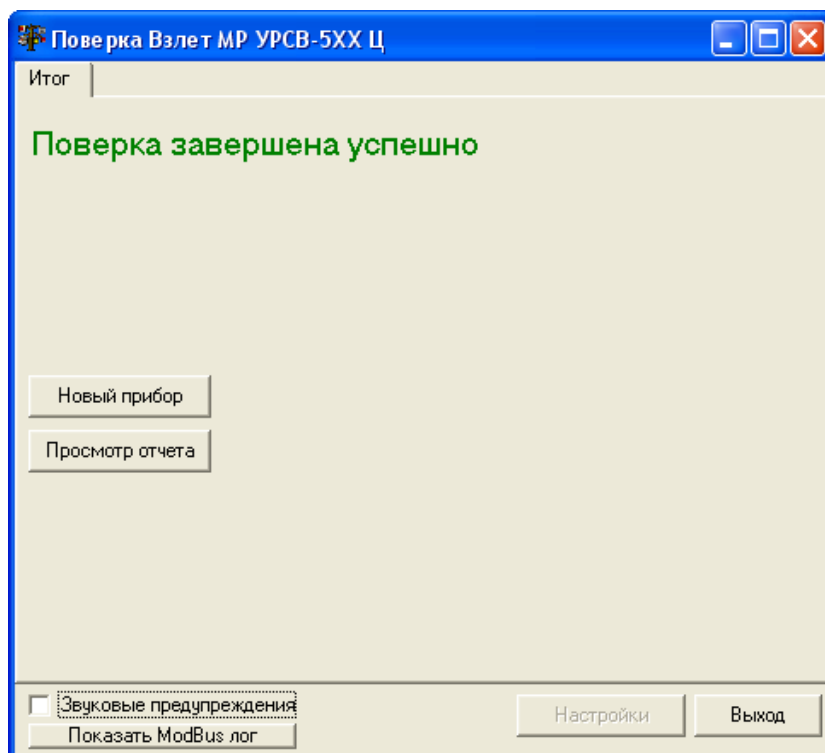 Поверка Взлет МР УРСВ-5ХХ Ц
Итог
Поверка завершена успешно
Новый прибор
Просмотр отчета
Звуковые предупреждения
Показать ModBus лог
Настройки
Выход